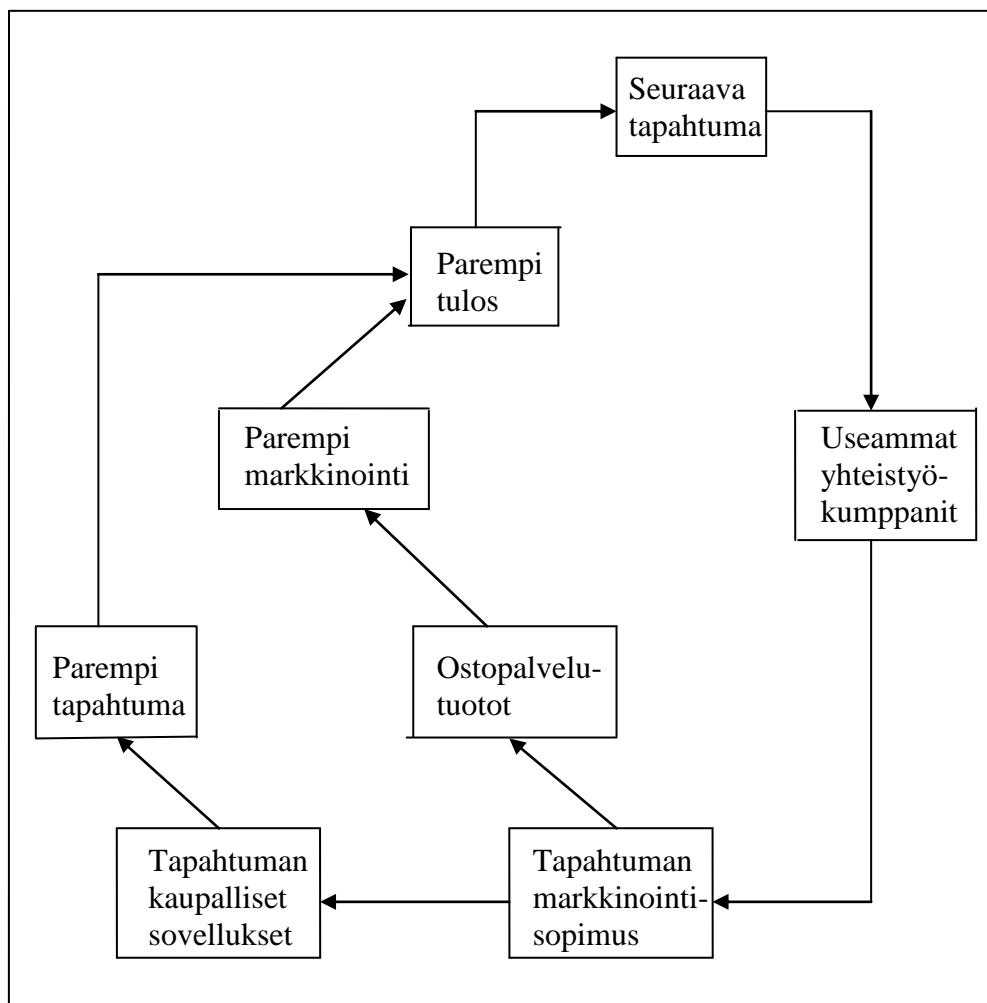 Seuraava
tapahtuma
Parempi
tulos
Parempi
markkinointi
Useammat
yhteistyö-
kumppanit
Parempi
tapahtuma
Ostopalvelu-
tuotot
Tapahtuman
kaupalliset
sovellukset
Tapahtuman
markkinointi-
sopimus